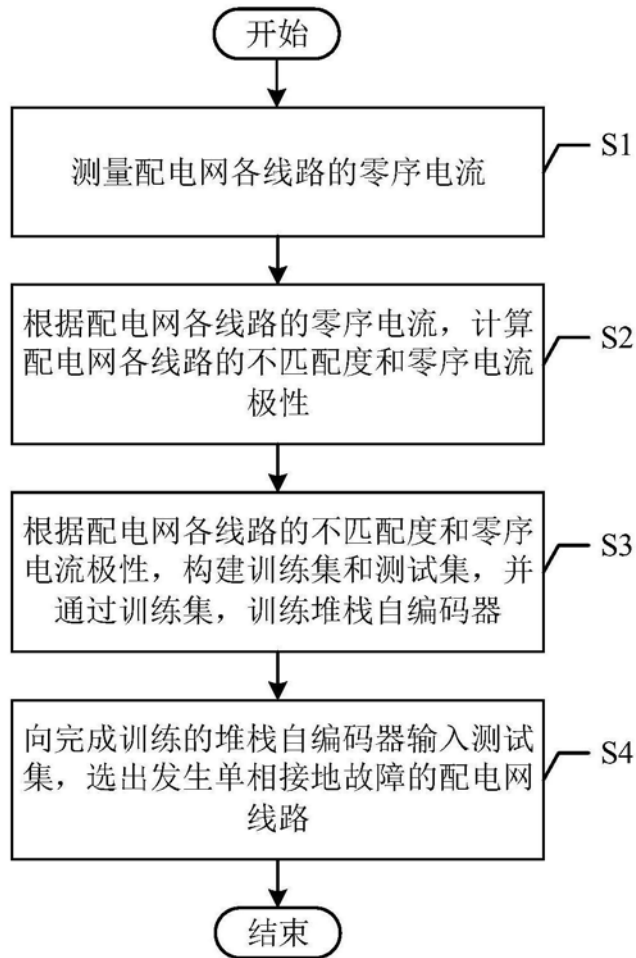 开始
测量配电网各线路的零序电流
S1
根据配电网各线路的零序电流，计算
配电网各线路的不匹配度和零序电流
极性
S2
根据配电网各线路的不匹配度和零序
电流极性，构建训练集和测试集，并
通过训练集，训练堆栈自编码器
S3
向完成训练的堆栈自编码器输入测试
集，选出发生单相接地故障的配电网
线路
S4
结束